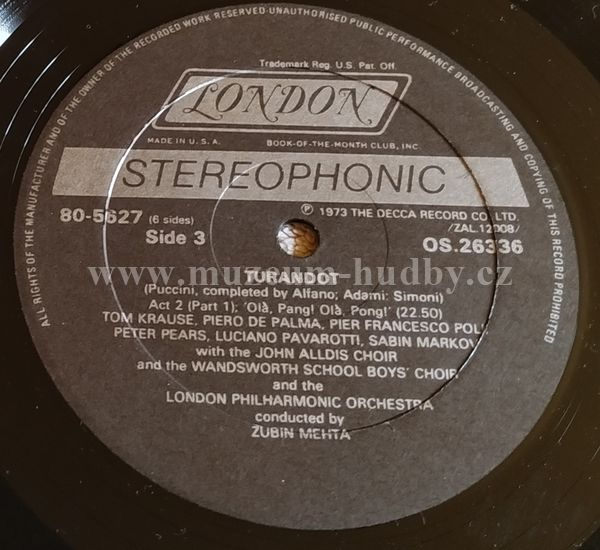 ALL RIGHTS OF THE MANUFACTURER AND OF THE OWNER OF THE RECORDED WORK RESERVED·UNAUTHORISED PUBLIC PERFORMANCE BROADCASTING AND COPYING OF THIS RECORD PROHIBITED
Trademark Reg. U.S. Pat. Off.
LONDON
MADE IN U.S.A. BOOK-OF-THE-MONTH CLUB, INC
STEREOPHONIC
80-5627 (6 sides) ℗ 1973 THE DECCA RECORD CO. LTD.
/ZAL.12008/
Side 3 OS.26336
www.muzeum-hudby.cz
TURANDOT
(Puccini, completed by Alfano; Adami: Simoni)
Act 2 (Part 1); 'Olà, Pang! Olà, Pong!' (22.50)
TOM KRAUSE, PIERO DE PALMA, PIER FRANCESCO POL
PETER PEARS, LUCIANO PAVAROTTI, SABIN MARKOV
with the JOHN ALLDIS CHOIR
and the WANDSWORTH SCHOOL BOYS' CHOIR
and the
LONDON PHILHARMONIC ORCHESTRA
conducted by
ZUBIN MEHTA